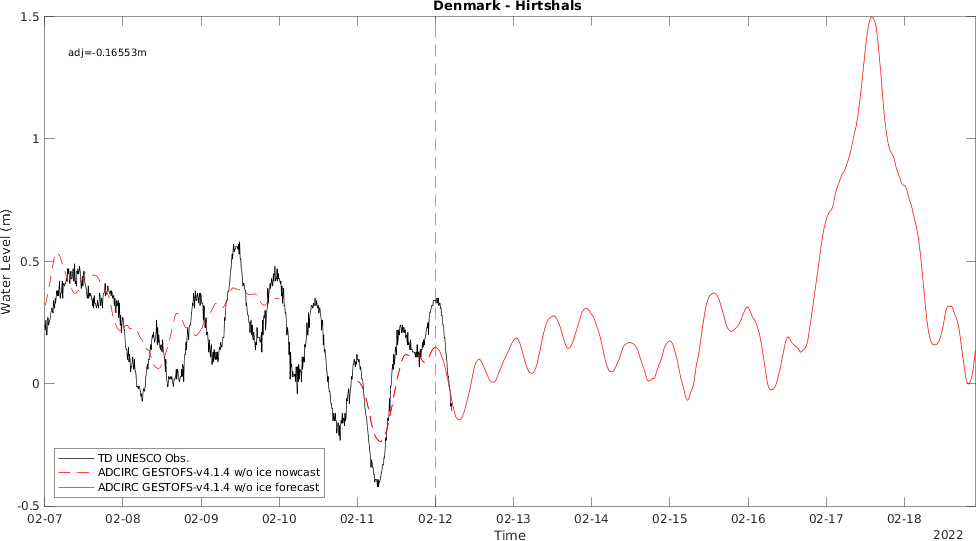 Denmark - Hirtshals
adj=-0.16553m
Water Level (m)
1.5
1
0.5
0
-0.5
TD UNESCO Obs.
ADCIRC GESTOFS-v4.1.4 w/o ice nowcast
ADCIRC GESTOFS-v4.1.4 w/o ice forecast
02-07 02-08 02-09 02-10 02-11 02-12 02-13 02-14 02-15 02-16 02-17 02-18
Time
2022